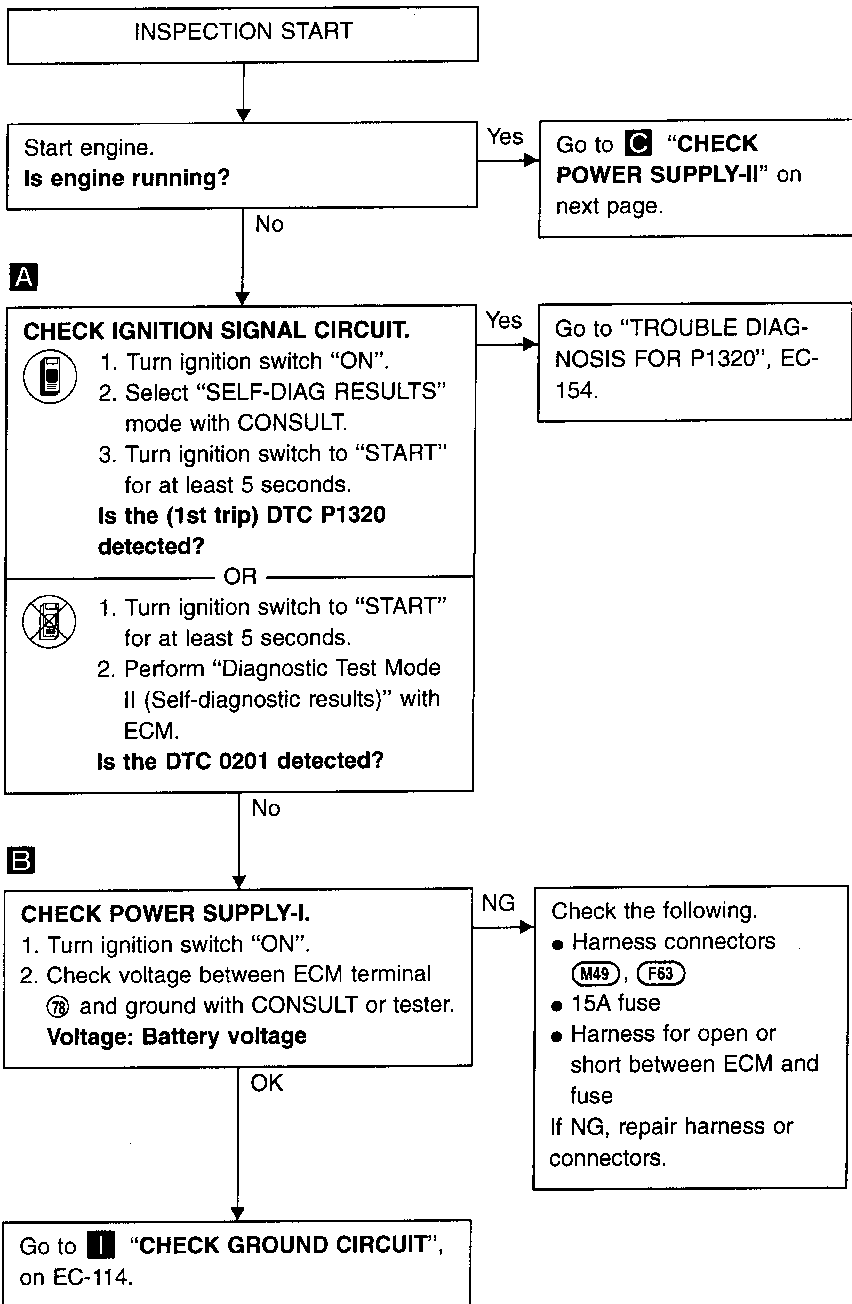 INSPECTION START
Start engine.
Is engine running?
Yes
Go to C “CHECK
POWER SUPPLY-II” on
next page.
No
A
CHECK IGNITION SIGNAL CIRCUIT.
1. Turn ignition switch “ON”.
2. Select “SELF-DIAG RESULTS”
mode with CONSULT.
3. Turn ignition switch to “START”
for at least 5 seconds.
Is the (1st trip) DTC P1320
detected?
OR
1. Turn ignition switch to “START”
for at least 5 seconds.
2. Perform “Diagnostic Test Mode
II (Self-diagnostic results)” with
ECM.
Is the DTC 0201 detected?
Yes
Go to “TROUBLE DIAG-
NOSIS FOR P1320”, EC-
154.
No
B
CHECK POWER SUPPLY-I.
1. Turn ignition switch “ON”.
2. Check voltage between ECM terminal
78 and ground with CONSULT or tester.
Voltage: Battery voltage
NG
Check the following.
● Harness connectors
M49, F63
● 15A fuse
● Harness for open or
short between ECM and
fuse
If NG, repair harness or
connectors.
OK
Go to I “CHECK GROUND CIRCUIT”,
on EC-114.